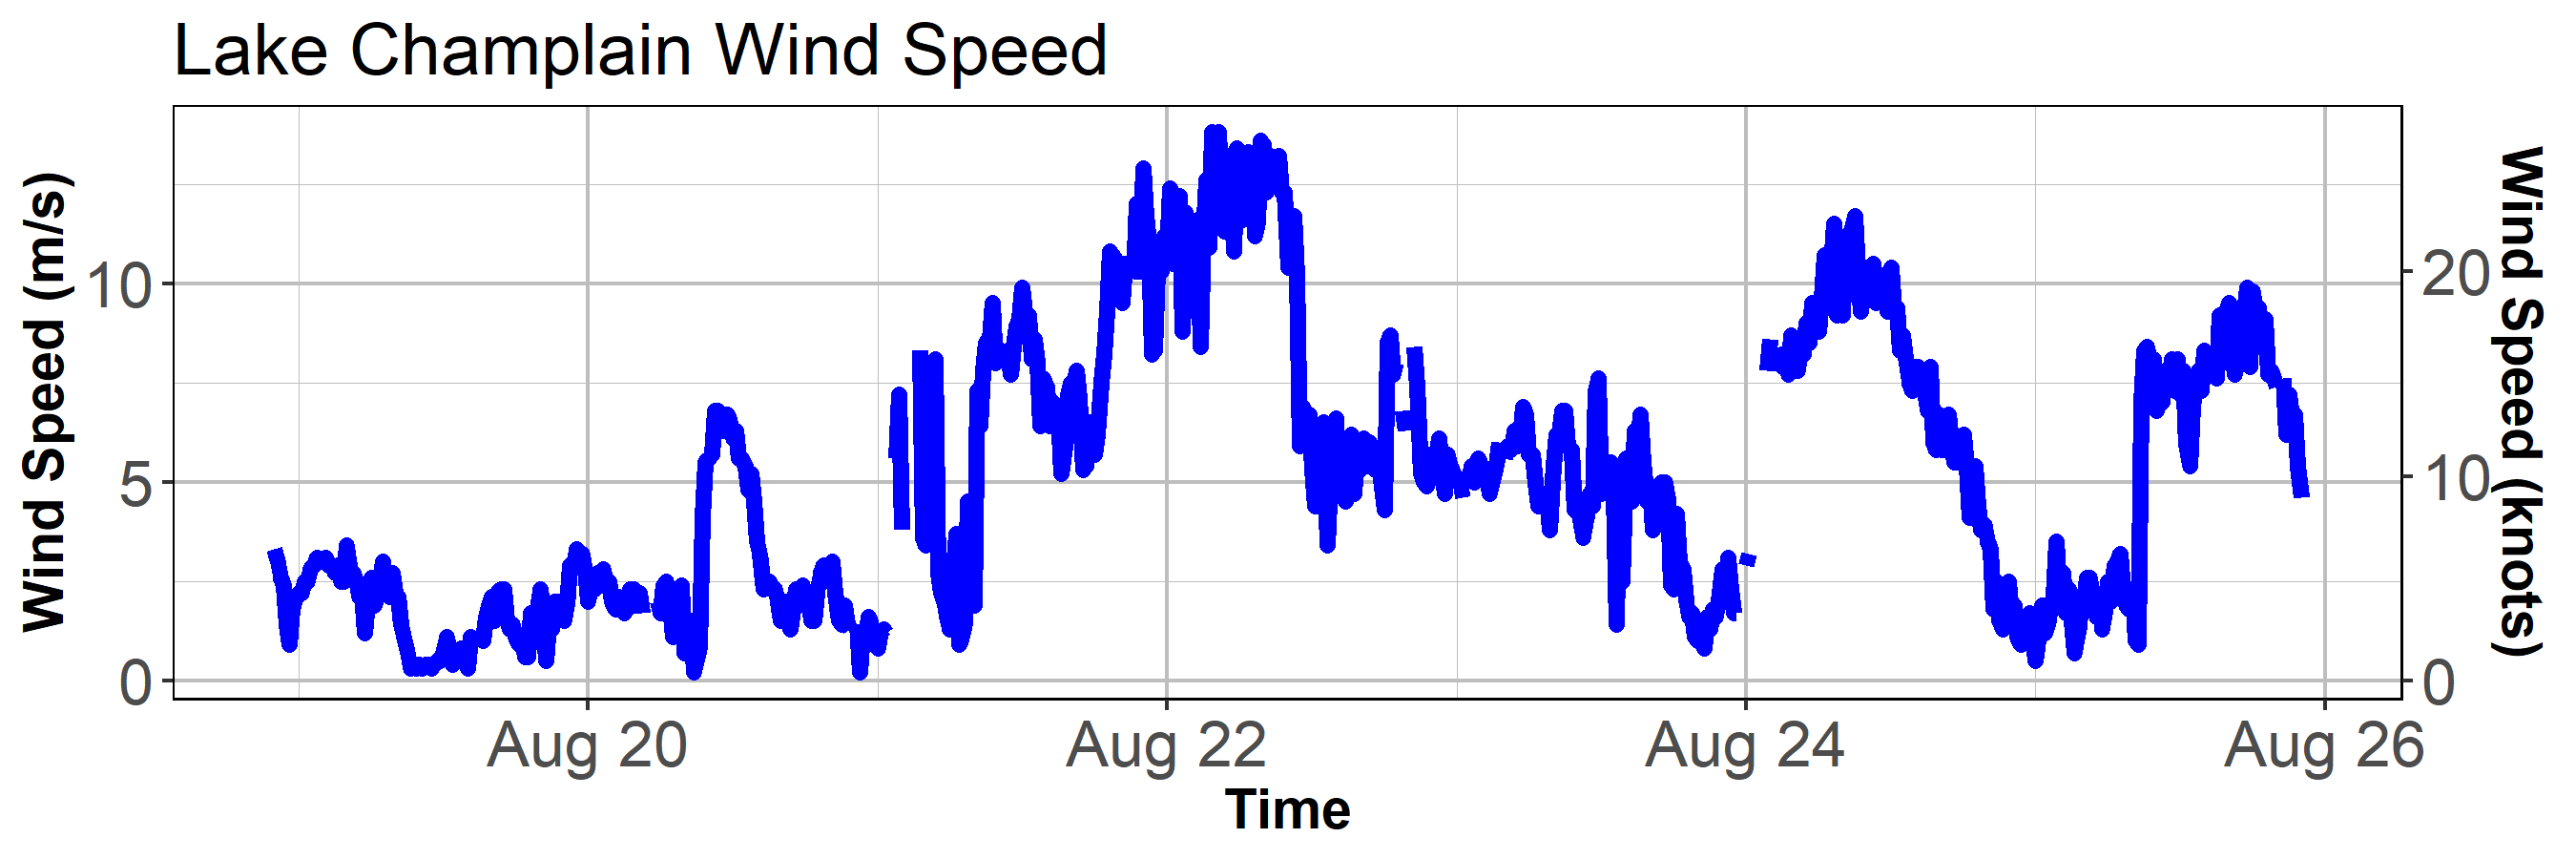 Lake Champlain Wind Speed
Wind Speed (m/s)
10
5
0
20
10
0
Wind Speed (knots)
Aug 20
Aug 22
Aug 24
Aug 26
Time